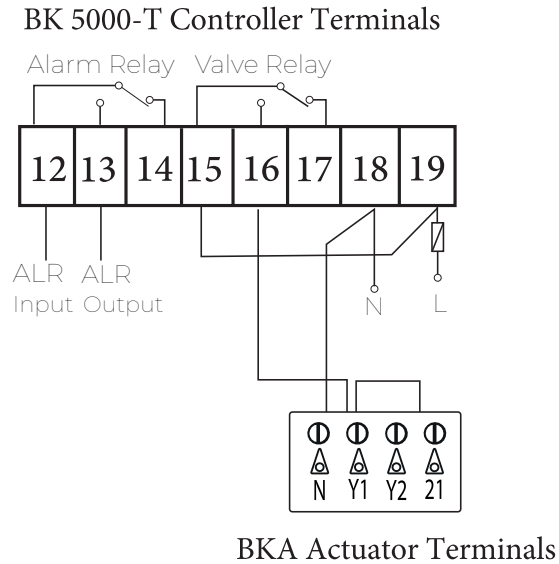 BK 5000-T Controller Terminals
Alarm Relay Valve Relay
12 13 14 15 16 17 18 19
ALR ALR
Input Output
N L
N Y1 Y2 21
BKA Actuator Terminals